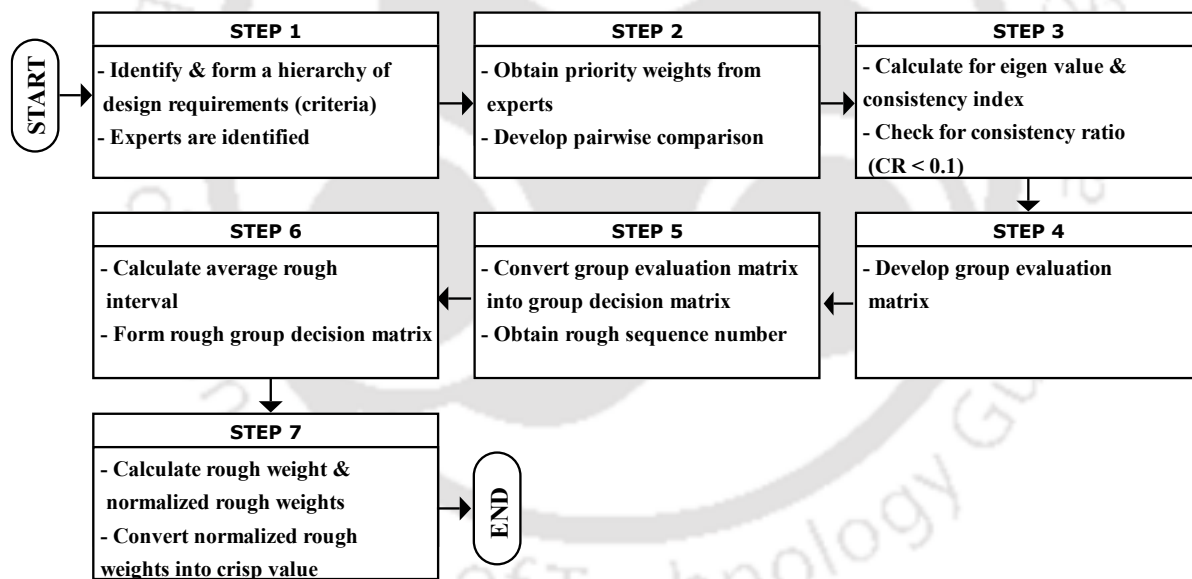 START
STEP 1
- Identify & form a hierarchy of
design requirements (criteria)
- Experts are identified
STEP 2
- Obtain priority weights from
experts
- Develop pairwise comparison
STEP 3
- Calculate for eigen value &
consistency index
- Check for consistency ratio
(CR < 0.1)
STEP 4
- Develop group evaluation
matrix
STEP 5
- Convert group evaluation matrix
into group decision matrix
- Obtain rough sequence number
STEP 6
- Calculate average rough
interval
- Form rough group decision matrix
STEP 7
- Calculate rough weight &
normalized rough weights
- Convert normalized rough
weights into crisp value
END